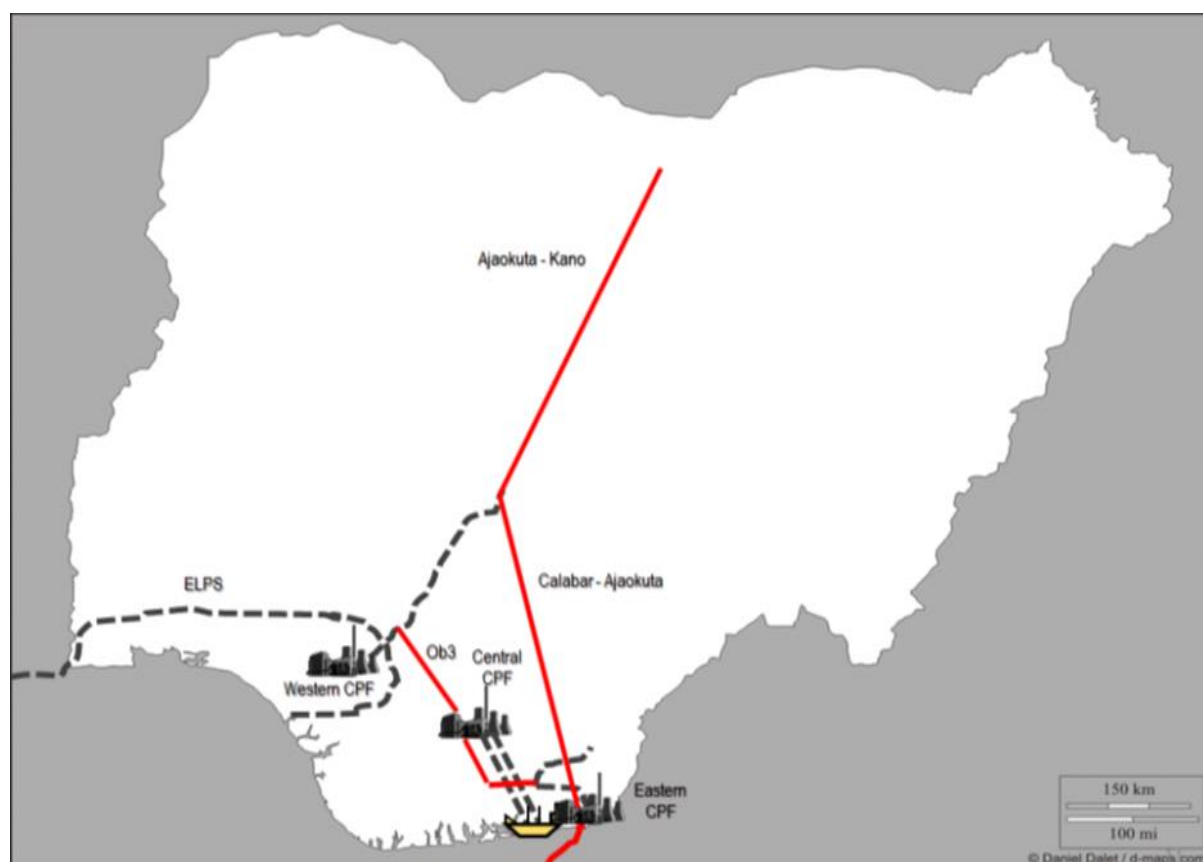 Ajaokuta - Kano
ELPS
Calabar - Ajaokuta
Ob3
Central
CPF
Western CPF
Eastern
CPF
150 km
100 mi
© Daniel Dalet / d-maps.com